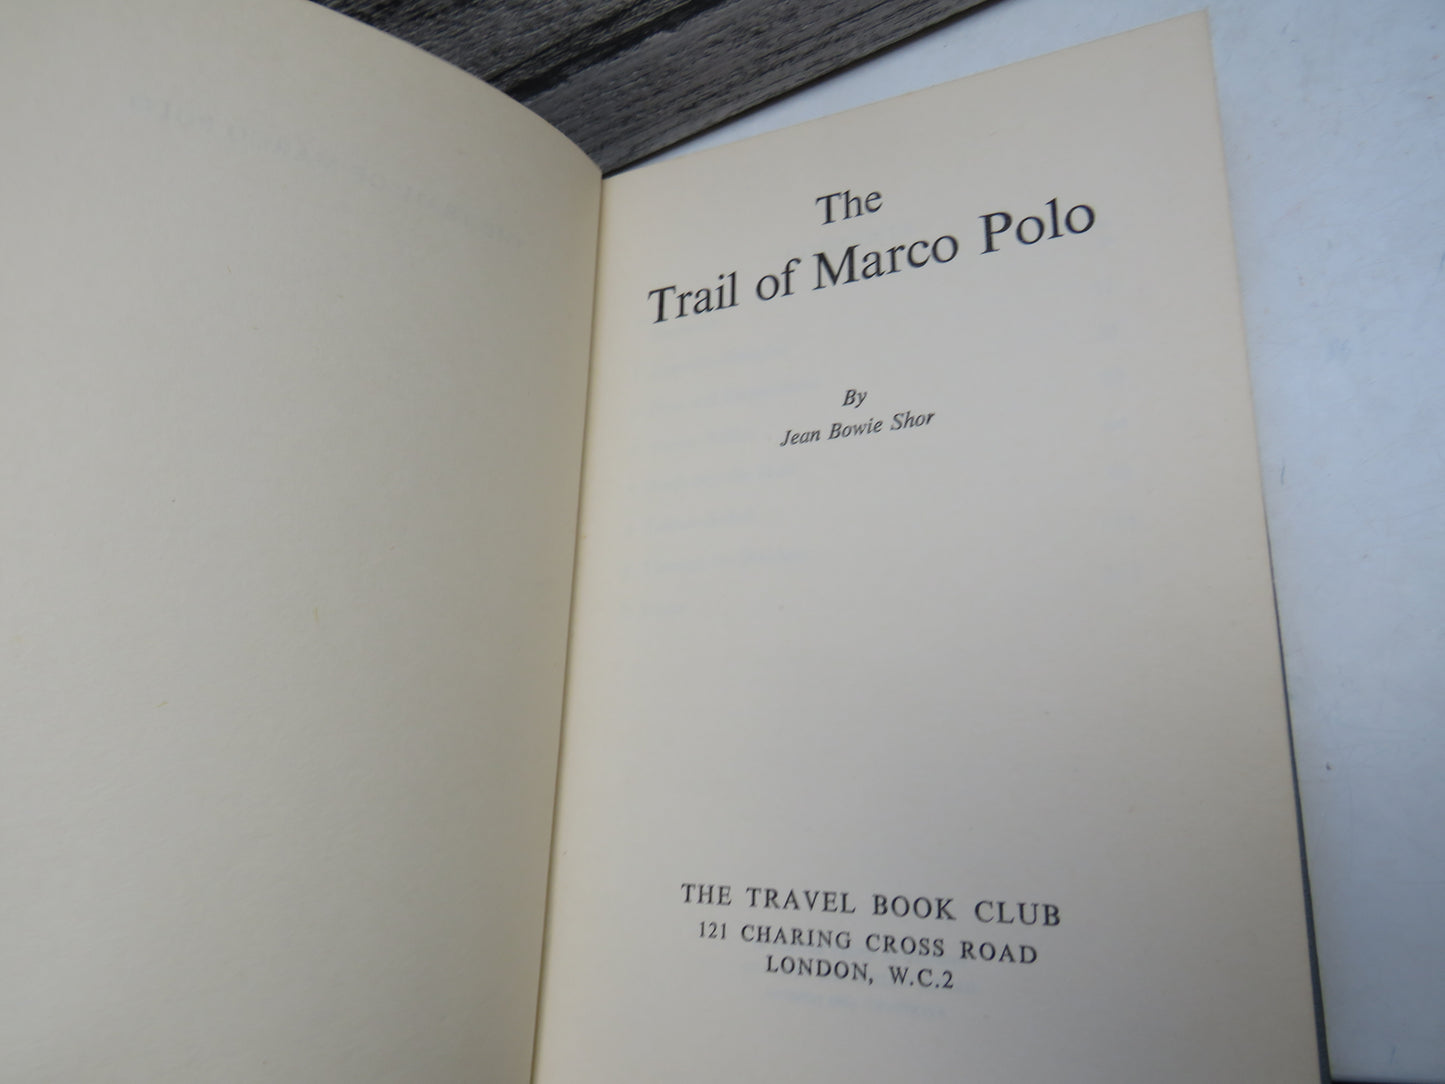 The
Trail of Marco Polo
By
Jean Bowie Shor
THE TRAVEL BOOK CLUB
121 CHARING CROSS ROAD
LONDON, W.C.2